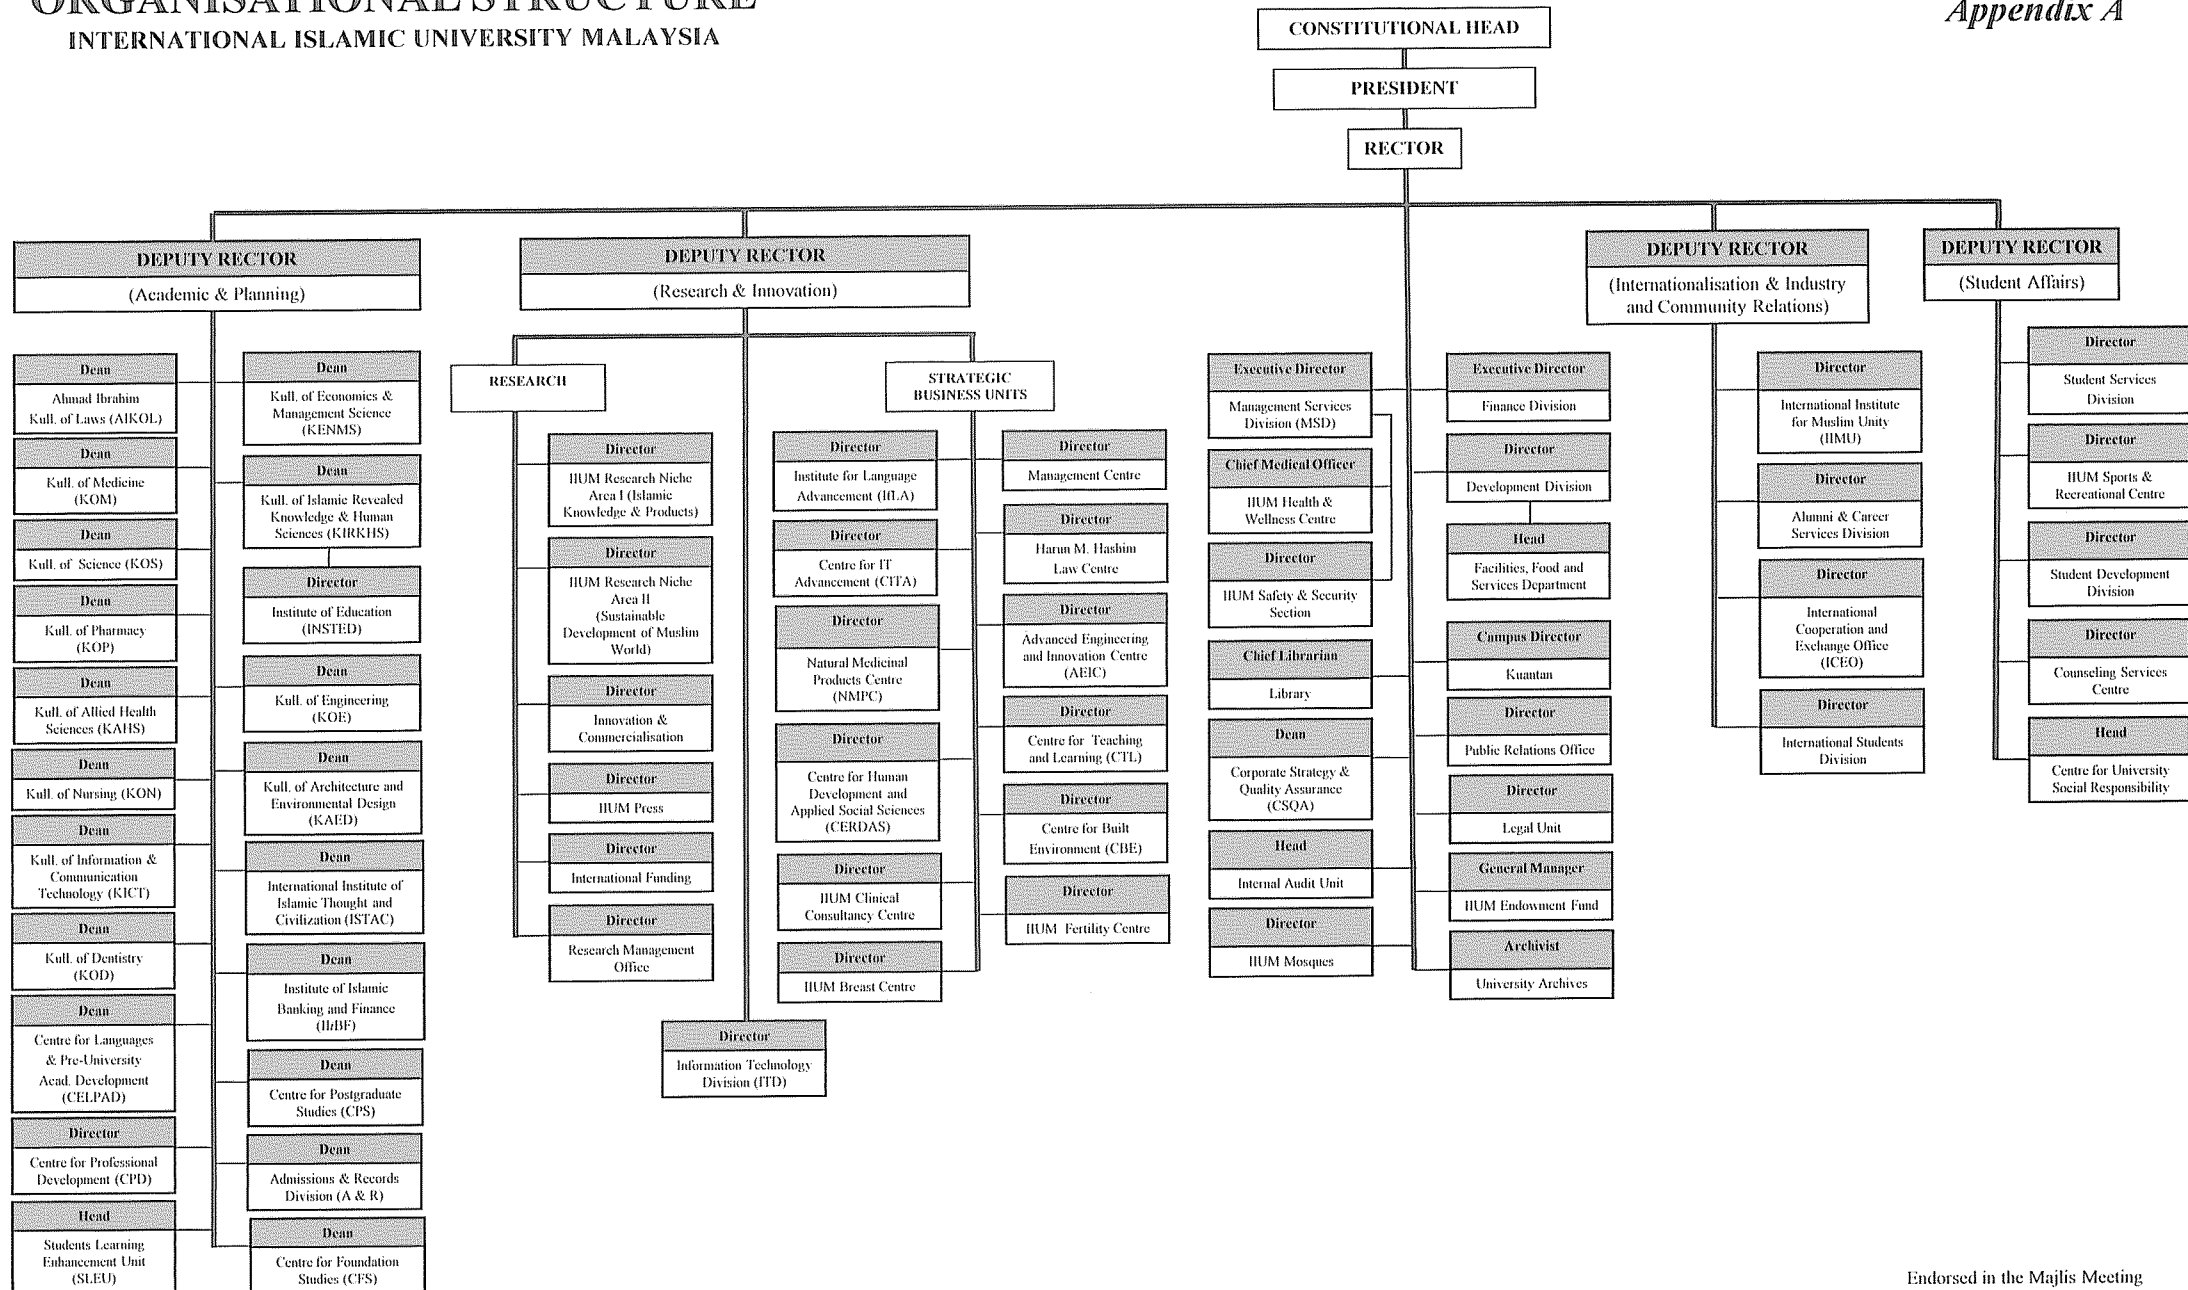 ORGANISATIONAL STRUCTURE
INTERNATIONAL ISLAMIC UNIVERSITY MALAYSIA
Appendix A
CONSTITUTIONAL HEAD
PRESIDENT
RECTOR
DEPUTY RECTOR
(Academic & Planning)
Dean
Ahmad Ibrahim
Kull. of Laws (AIKOL)
Dean
Kull. of Medicine
(KOM)
Dean
Kull. of Science (KOS)
Dean
Kull. of Pharmacy
(KOP)
Dean
Kull. of Allied Health
Sciences (KAHS)
Dean
Kull. of Nursing (KON)
Dean
Kull. of Information &
Communication
Technology (KICT)
Dean
Kull. of Dentistry
(KOD)
Dean
Centre for Languages
& Pre-University
Acad. Development
(CELPAD)
Director
Centre for Professional
Development (CPD)
Head
Students Learning
Enhancement Unit
(SLEU)
Dean
Kull. of Economics &
Management Science
(KENMS)
Dean
Kull. of Islamic Revealed
Knowledge & Human
Sciences (KIRKHS)
Director
Institute of Education
(INSTED)
Dean
Kull. of Engineering
(KOE)
Dean
Kull. of Architecture and
Environmental Design
(KAED)
Dean
International Institute of
Islamic Thought and
Civilization (ISTAC)
Dean
Institute of Islamic
Banking and Finance
(IIiBF)
Dean
Centre for Postgraduate
Studies (CPS)
Dean
Admissions & Records
Division (A & R)
Dean
Centre for Foundation
Studies (CFS)
DEPUTY RECTOR
(Research & Innovation)
RESEARCH
Director
IIUM Research Niche
Area I (Islamic
Knowledge & Products)
Director
IIUM Research Niche
Area II
(Sustainable
Development of Muslim
World)
Director
Innovation &
Commercialisation
Director
IIUM Press
Director
International Funding
Director
Research Management
Office
STRATEGIC
BUSINESS UNITS
Director
Institute for Language
Advancement (IfLA)
Director
Centre for IT
Advancement (CITA)
Director
Natural Medicinal
Products Centre
(NMPC)
Director
Centre for Human
Development and
Applied Social Sciences
(CERDAS)
Director
IIUM Clinical
Consultancy Centre
Director
IIUM Breast Centre
Director
Management Centre
Director
Harun M. Hashim
Law Centre
Director
Advanced Engineering
and Innovation Centre
(AEIC)
Director
Centre for Teaching
and Learning (CTL)
Director
Centre for Built
Environment (CBE)
Director
IIUM Fertility Centre
Director
Information Technology
Division (ITD)
Executive Director
Management Services
Division (MSD)
Chief Medical Officer
IIUM Health &
Wellness Centre
Director
IIUM Safety & Security
Section
Chief Librarian
Library
Dean
Corporate Strategy &
Quality Assurance
(CSQA)
Head
Internal Audit Unit
Director
IIUM Mosques
Executive Director
Finance Division
Director
Development Division
Head
Facilities, Food and
Services Department
Campus Director
Kuantan
Director
Public Relations Office
Director
Legal Unit
General Manager
IIUM Endowment Fund
Archivist
University Archives
DEPUTY RECTOR
(Internationalisation & Industry
and Community Relations)
Director
International Institute
for Muslim Unity
(IIMU)
Director
Alumni & Career
Services Division
Director
International
Cooperation and
Exchange Office
(ICEO)
Director
International Students
Division
DEPUTY RECTOR
(Student Affairs)
Director
Student Services
Division
Director
IIUM Sports &
Recreational Centre
Director
Student Development
Division
Director
Counseling Services
Centre
Head
Centre for University
Social Responsibility
Endorsed in the Majlis Meeting